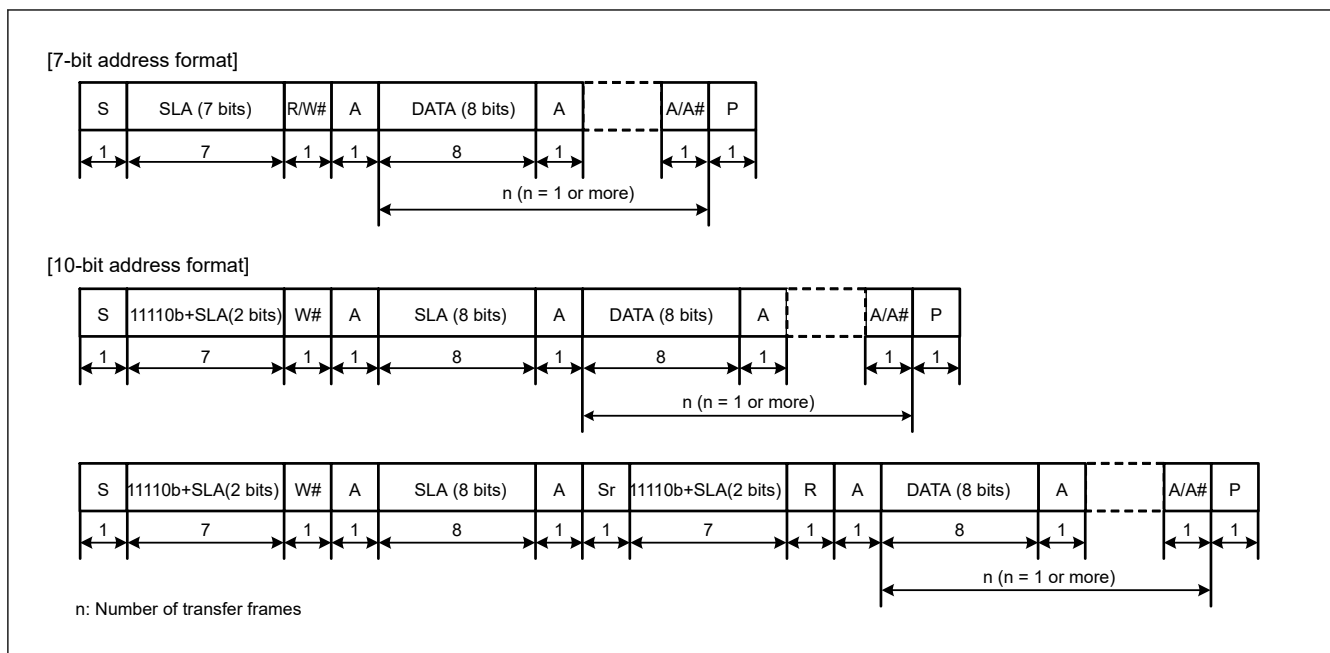 [7-bit address format]
S SLA (7 bits) R/W# A DATA (8 bits) A A/A# P
1 7 1 1 8 1 1 1
n (n = 1 or more)
[10-bit address format]
S 11110b+SLA(2 bits) W# A SLA (8 bits) A DATA (8 bits) A A/A# P
1 7 1 1 8 1 8 1 1 1
n (n = 1 or more)
S 11110b+SLA(2 bits) W# A SLA (8 bits) A Sr 11110b+SLA(2 bits) R A DATA (8 bits) A A/A# P
1 7 1 1 8 1 1 7 1 1 8 1 1 1
n (n = 1 or more)
n: Number of transfer frames